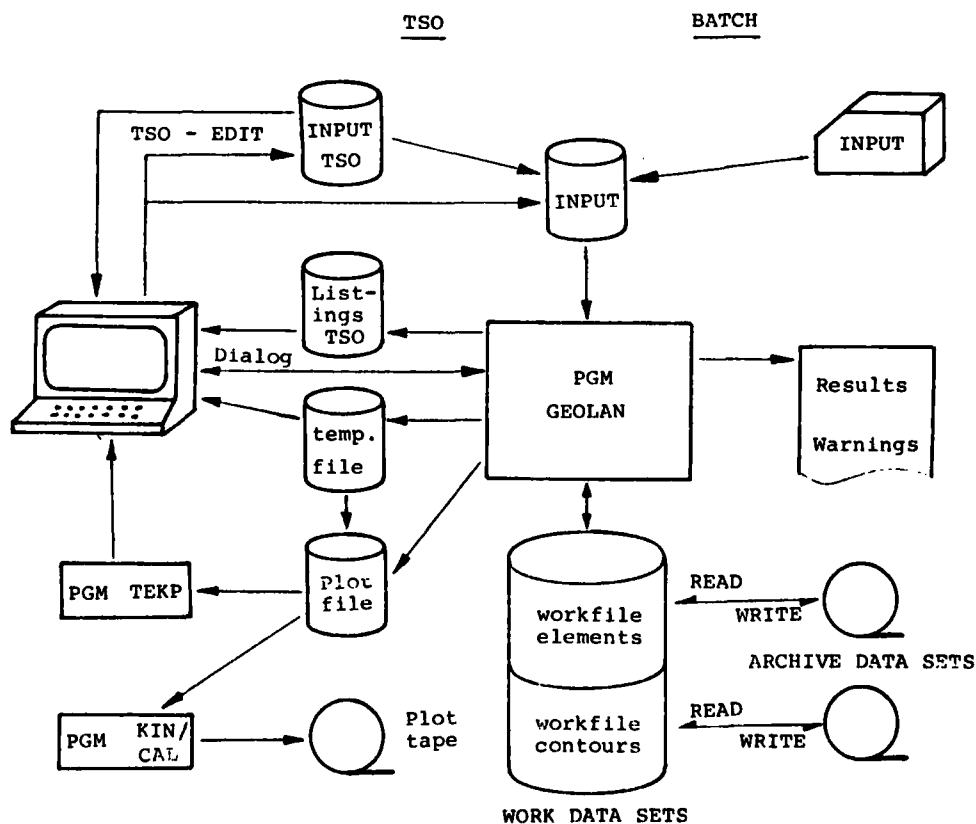 TSO
BATCH
TSO - EDIT
INPUT
TSO
INPUT
INPUT
List-
ings
TSO
Dialog
PGM
GEOLAN
Results
Warnings
temp.
file
Plot
file
PGM TEKP
PGM KIN/
CAL
Plot
tape
workfile
elements
READ
WRITE
ARCHIVE DATA SETS
workfile
contours
READ
WRITE
WORK DATA SETS